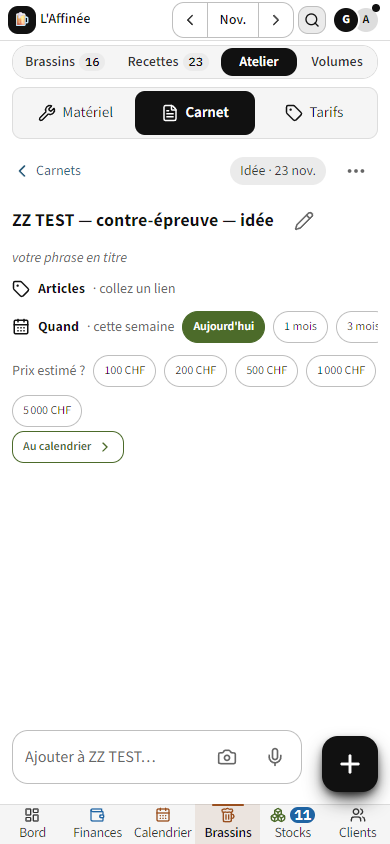 L'Affinée
Nov.
G
A
Brassins 16
Recettes 23
Atelier
Volumes
Matériel
Carnet
Tarifs
Carnets
Idée · 23 nov.
ZZ TEST — contre-épreuve — idée
votre phrase en titre
Articles · collez un lien
Quand · cette semaine Aujourd'hui 1 mois 3 mois
Prix estimé ? 100 CHF 200 CHF 500 CHF 1 000 CHF
5 000 CHF
Au calendrier
Ajouter à ZZ TEST…
11
Bord Finances Calendrier Brassins Stocks Clients